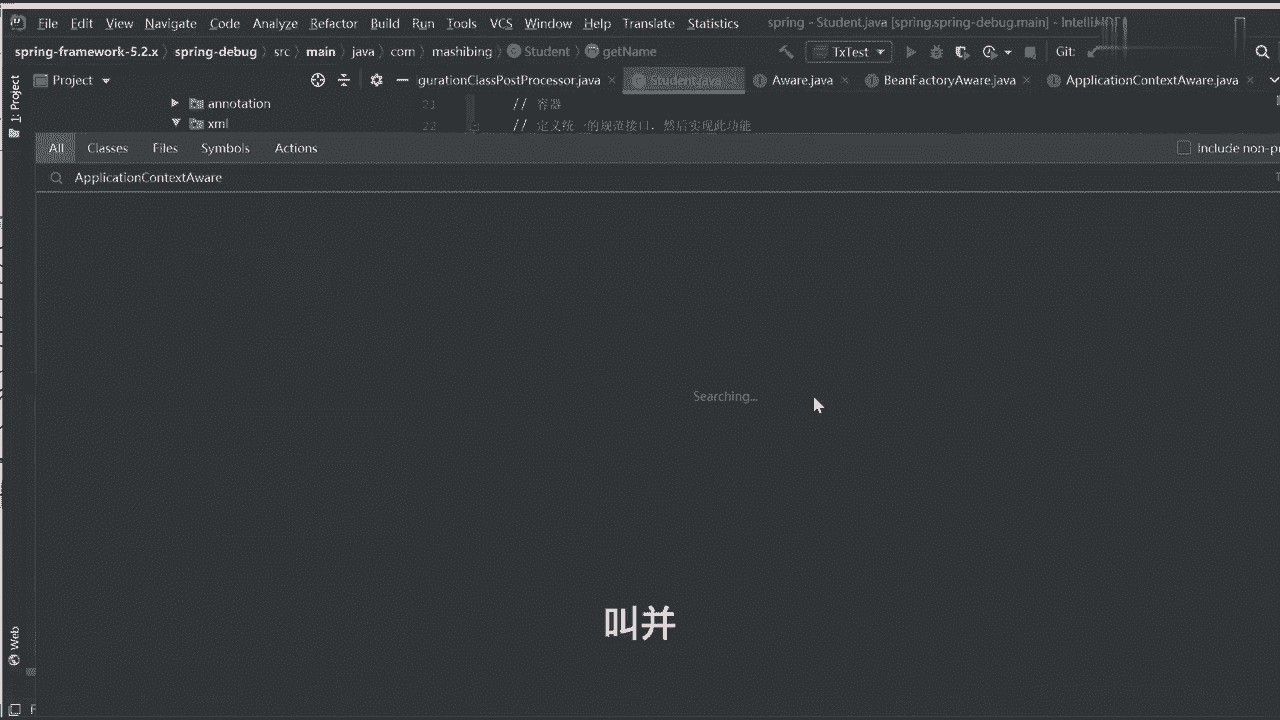 File Edit View Navigate Code Analyze Refactor Build Run Tools VCS Window Help Translate Statistics spring - Student.java [spring.spring-debug.main] - IntelliJ
spring-framework-5.2.x spring-debug src main java com mashibing Student getName TxTest Git:
1: Project Project gurationClassPostProcessor.java Student.java Aware.java BeanFactoryAware.java ApplicationContextAware.java
annotation 21 // 容器
xml 22 // 定义统一的规范接口，然后实现此功能
All Classes Files Symbols Actions Include non-p
ApplicationContextAware
Searching...
叫并
Web